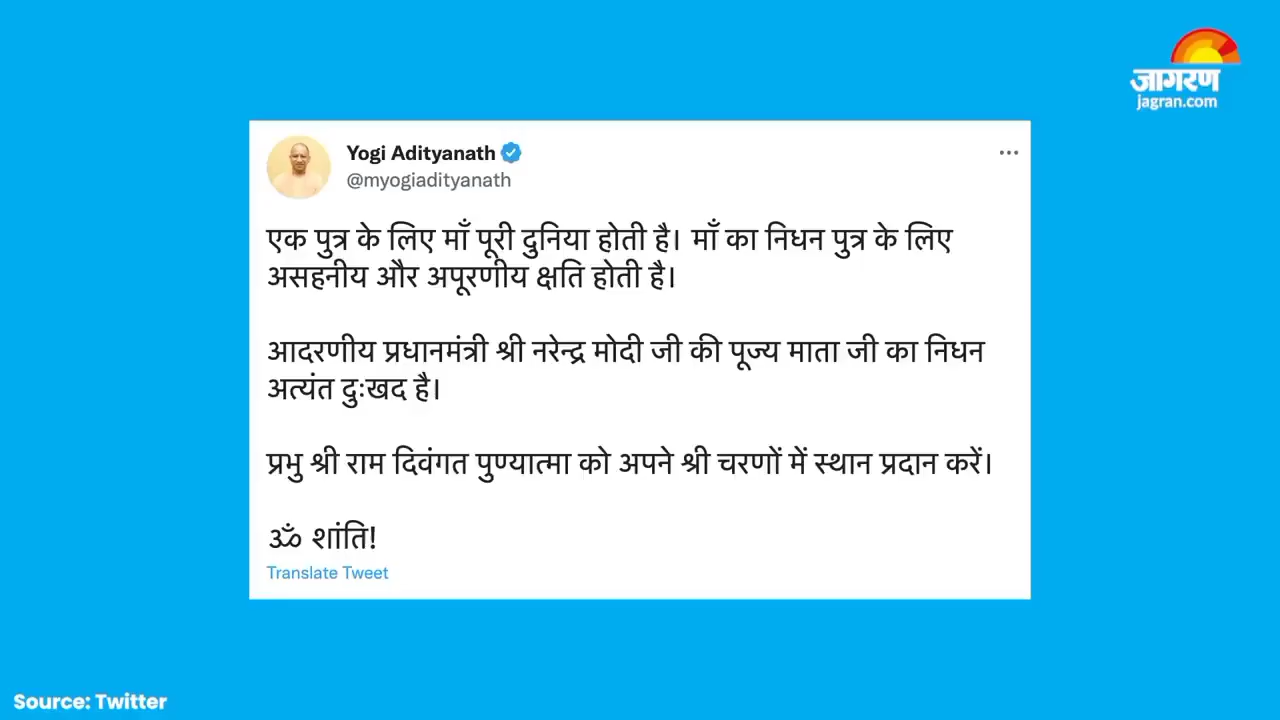 जागरण
jagran.com
Yogi Adityanath
@myogiadityanath
एक पुत्र के लिए माँ पूरी दुनिया होती है। माँ का निधन पुत्र के लिए
असहनीय और अपूरणीय क्षति होती है।
आदरणीय प्रधानमंत्री श्री नरेन्द्र मोदी जी की पूज्य माता जी का निधन
अत्यंत दुःखद है।
प्रभु श्री राम दिवंगत पुण्यात्मा को अपने श्री चरणों में स्थान प्रदान करें।
ॐ शांति!
Translate Tweet
Source: Twitter